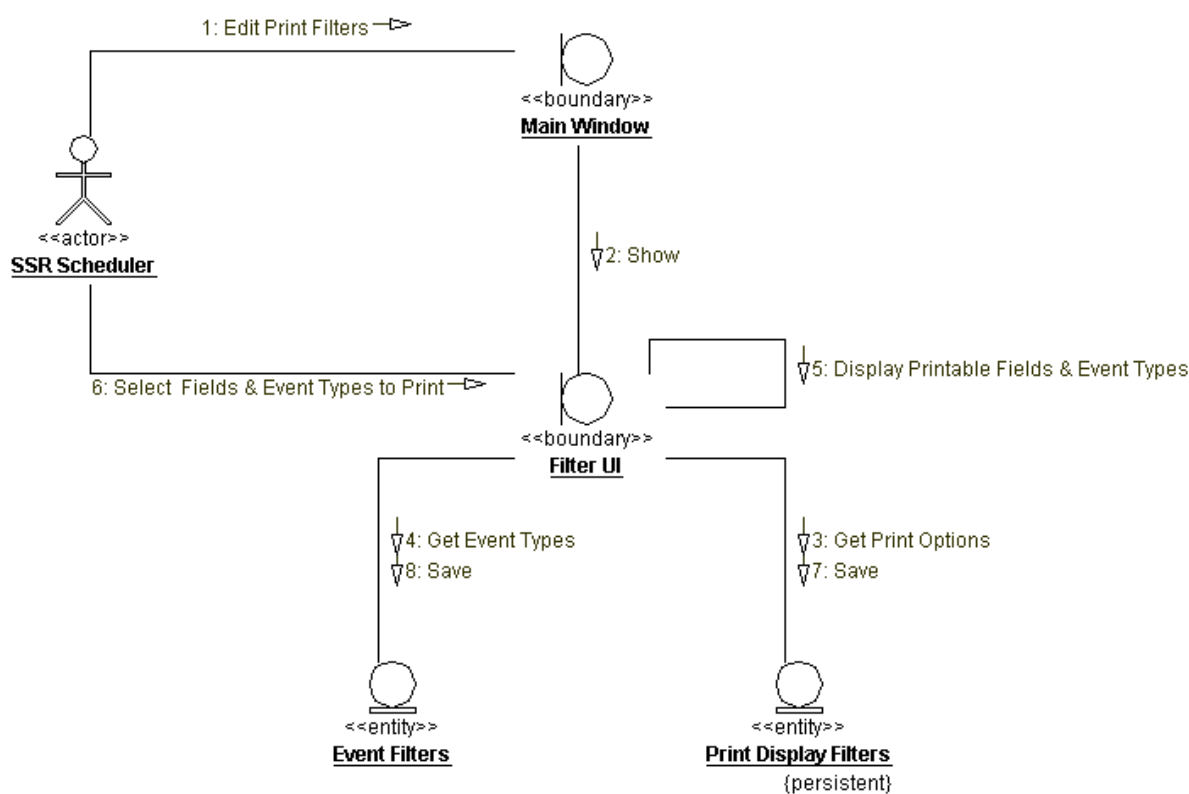 1: Edit Print Filters
<<boundary>>
Main Window
<<actor>>
SSR Scheduler
2: Show
5: Display Printable Fields & Event Types
6: Select Fields & Event Types to Print
<<boundary>>
Filter UI
4: Get Event Types
8: Save
3: Get Print Options
7: Save
<<entity>>
Event Filters
<<entity>>
Print Display Filters
{persistent}